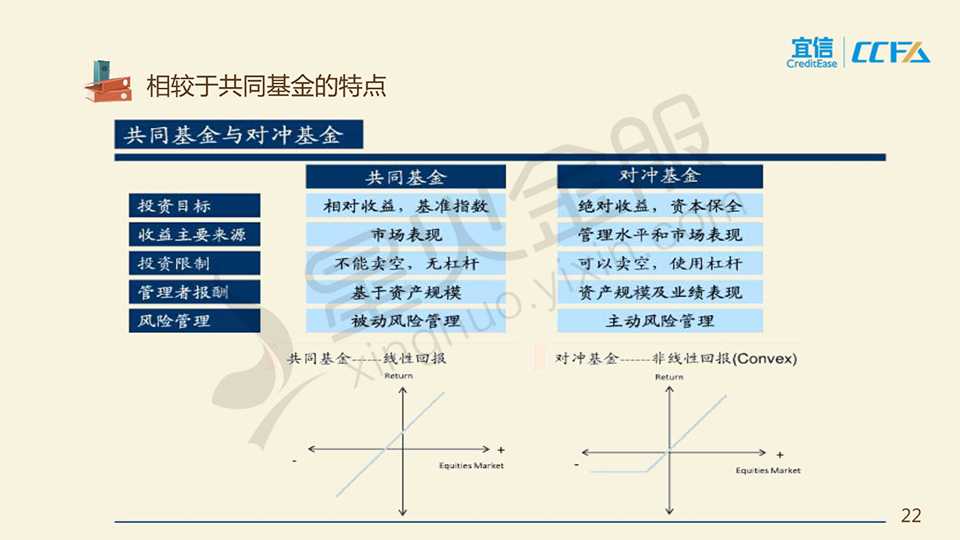 宜信
CreditEase
CCFA
相较于共同基金的特点
共同基金与对冲基金
共同基金 对冲基金
投资目标 相对收益，基准指数 绝对收益，资本保全
收益主要来源 市场表现 管理水平和市场表现
投资限制 不能卖空，无杠杆 可以卖空，使用杠杆
管理者报酬 基于资产规模 资产规模及业绩表现
风险管理 被动风险管理 主动风险管理
共同基金------线性回报 对冲基金------非线性回报(Convex)
Return Return
- + - +
Equities Market Equities Market
星火金服
xinghuo.yixin.com
22